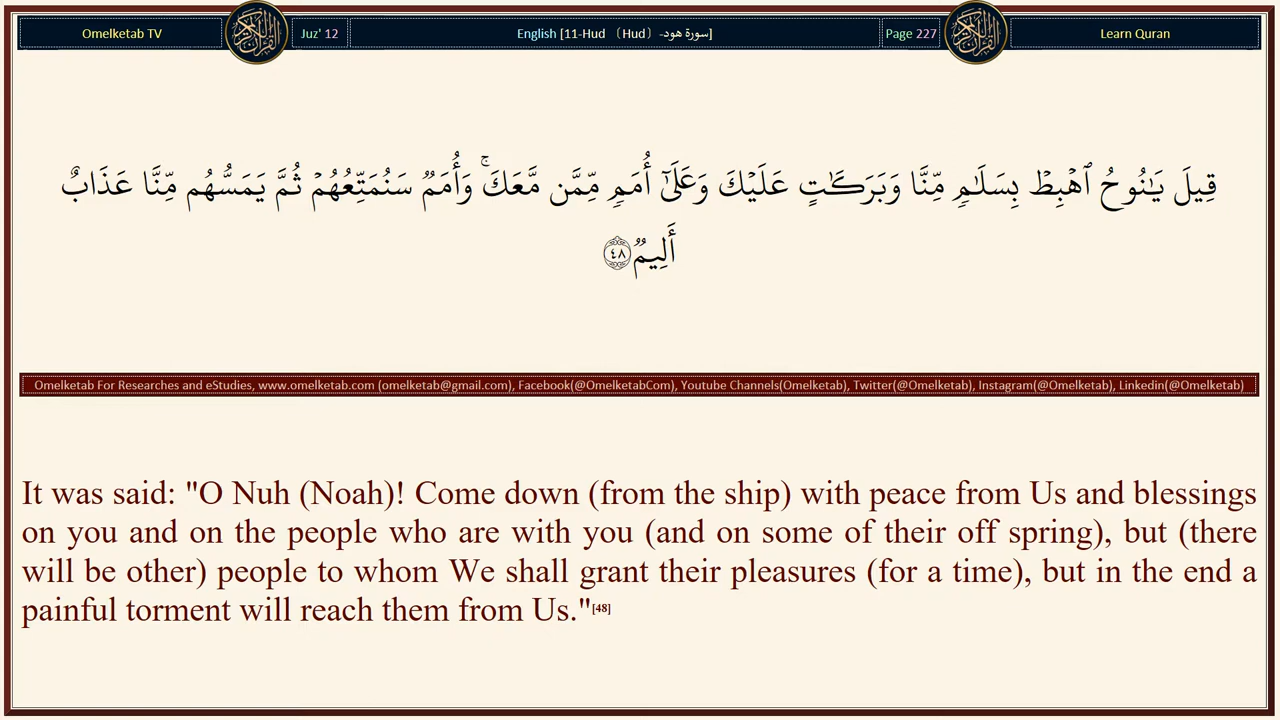 Omelketab TV
Juz' 12
English [11-Hud 〔Hud〕 -سورة هود]
Page 227
Learn Quran
قِيلَ يَٰنُوحُ ٱهۡبِطۡ بِسَلَٰمٖ مِّنَّا وَبَرَكَٰتٍ عَلَيۡكَ وَعَلَىٰٓ أُمَمٖ مِّمَّن مَّعَكَۚ وَأُمَمٞ سَنُمَتِّعُهُمۡ ثُمَّ يَمَسُّهُم مِّنَّا عَذَابٌ
أَلِيمٞ ٤٨
Omelketab For Researches and eStudies, www.omelketab.com (omelketab@gmail.com), Facebook(@OmelketabCom), Youtube Channels(Omelketab), Twitter(@Omelketab), Instagram(@Omelketab), Linkedin(@Omelketab)
It was said: "O Nuh (Noah)! Come down (from the ship) with peace from Us and blessings
on you and on the people who are with you (and on some of their off spring), but (there
will be other) people to whom We shall grant their pleasures (for a time), but in the end a
painful torment will reach them from Us."[48]